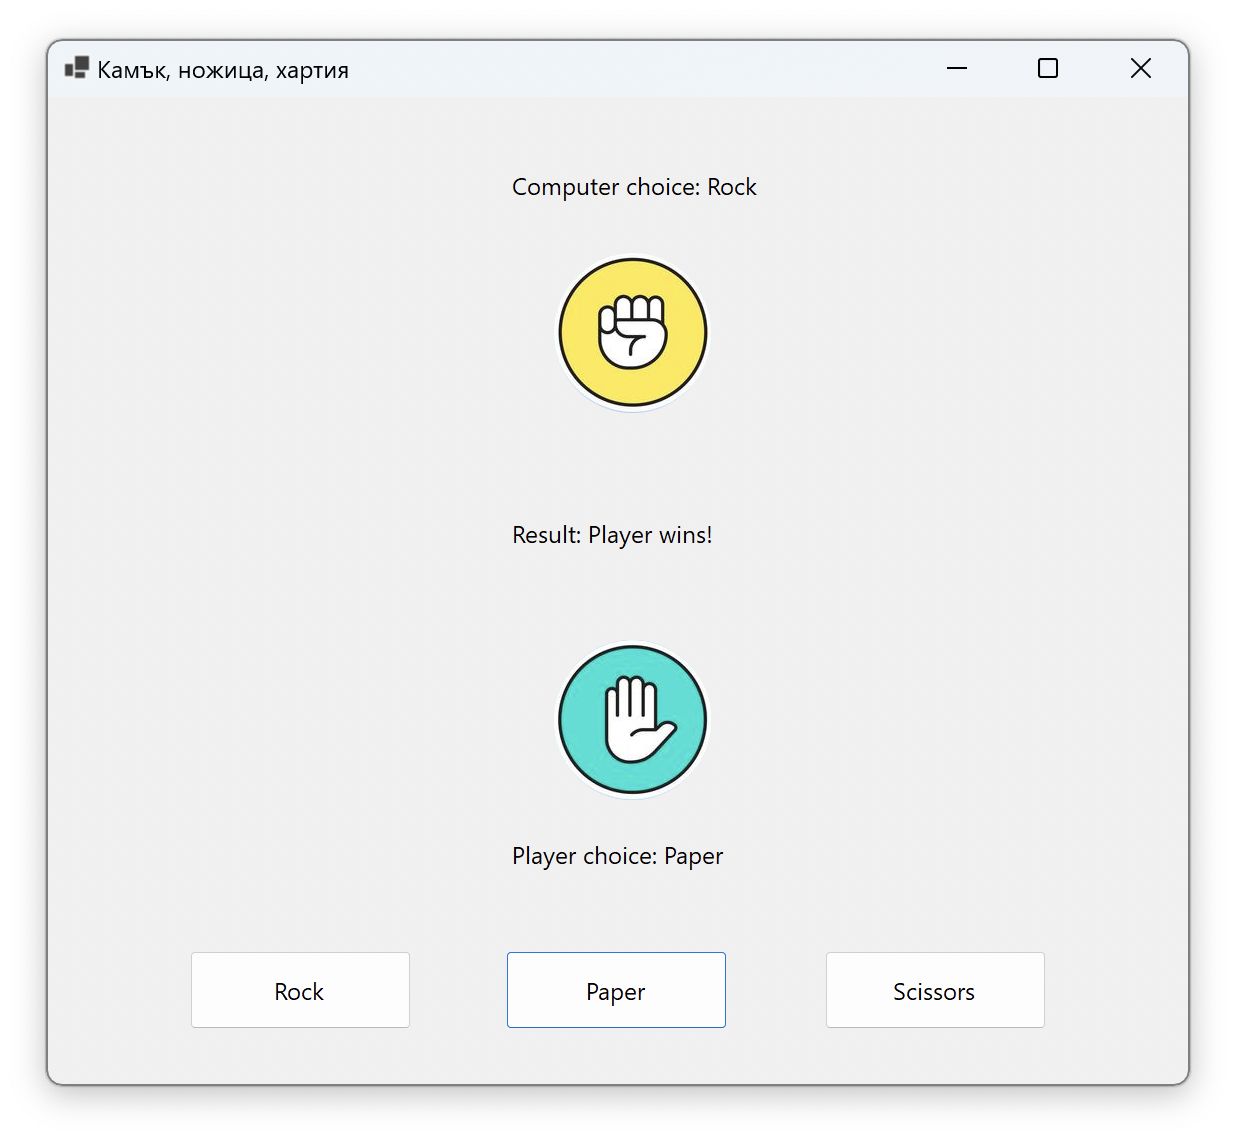 Камък, ножица, хартия
Computer choice: Rock
Result: Player wins!
Player choice: Paper
Rock
Paper
Scissors